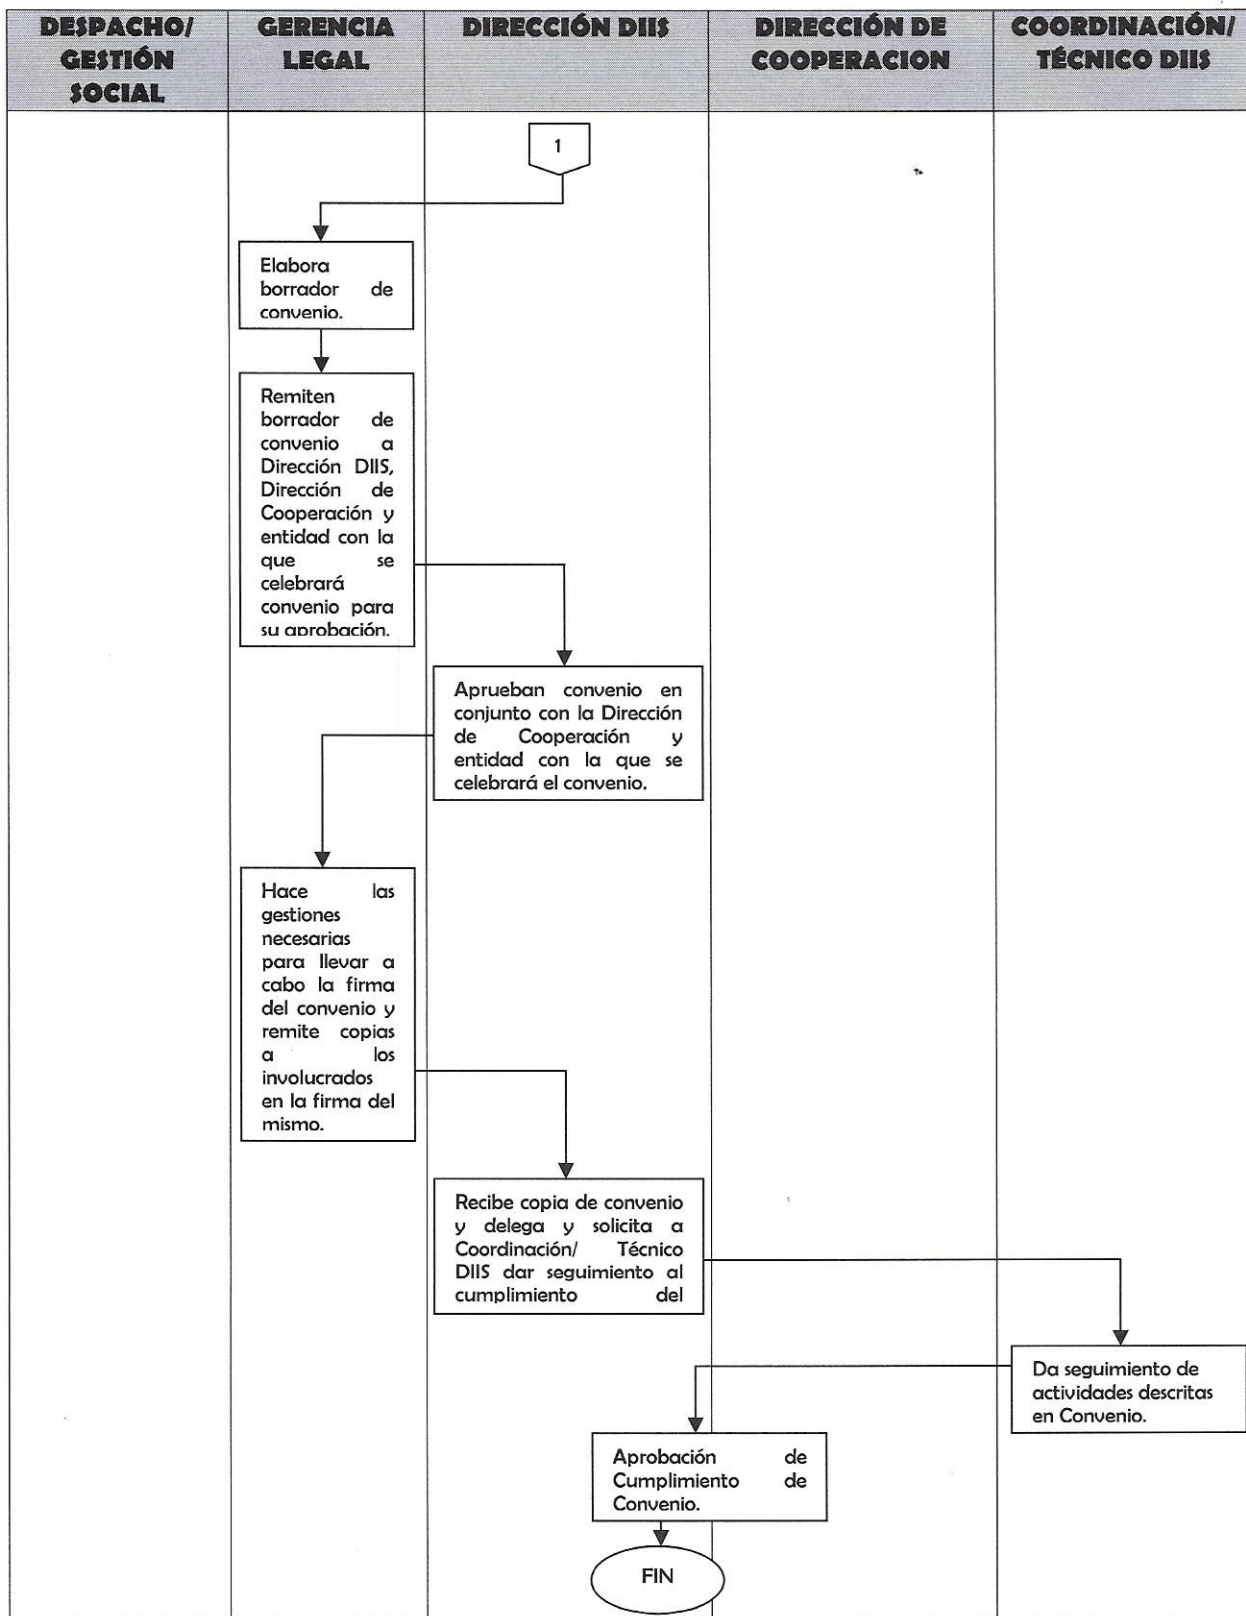 DESPACHO/
GESTIÓN
SOCIAL
GERENCIA
LEGAL
DIRECCIÓN DIIS
DIRECCIÓN DE
COOPERACION
COORDINACIÓN/
TÉCNICO DIIS
1
Elabora
borrador de
convenio.
Remiten
borrador de
convenio a
Dirección DIIS,
Dirección de
Cooperación y
entidad con la
que se
celebrará
convenio para
su aprobación.
Aprueban convenio en
conjunto con la Dirección
de Cooperación y
entidad con la que se
celebrará el convenio.
Hace las
gestiones
necesarias
para llevar a
cabo la firma
del convenio y
remite copias
a los
involucrados
en la firma del
mismo.
Recibe copia de convenio
y delega y solicita a
Coordinación/ Técnico
DIIS dar seguimiento al
cumplimiento del
Da seguimiento de
actividades descritas
en Convenio.
Aprobación de
Cumplimiento de
Convenio.
FIN